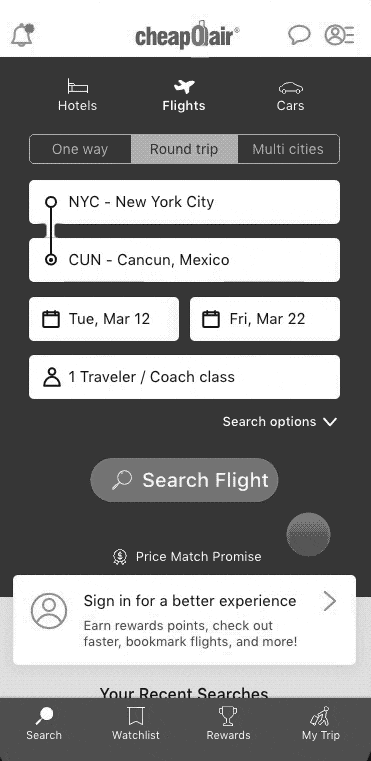 cheapOair®
Hotels
Flights
Cars
One way
Round trip
Multi cities
NYC - New York City
CUN - Cancun, Mexico
Tue, Mar 12
Fri, Mar 22
1 Traveler / Coach class
Search options
Search Flight
Price Match Promise
Sign in for a better experience
Earn rewards points, check out
faster, bookmark flights, and more!
Your Recent Searches
Search
Watchlist
Rewards
My Trip